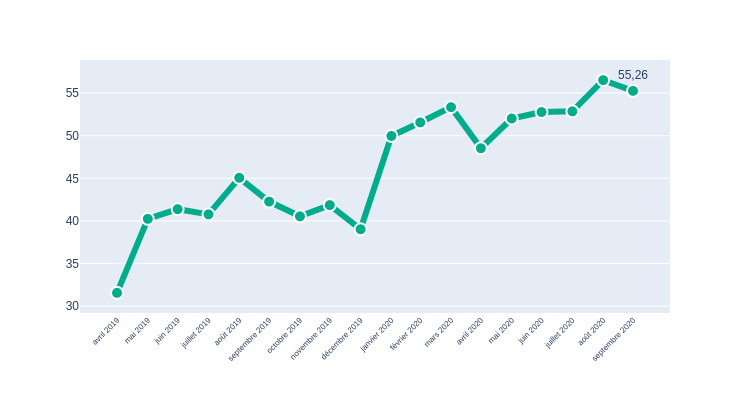 55,26
55
50
45
40
35
30
avril 2019
mai 2019
juin 2019
juillet 2019
août 2019
septembre 2019
octobre 2019
novembre 2019
décembre 2019
janvier 2020
février 2020
mars 2020
avril 2020
mai 2020
juin 2020
juillet 2020
août 2020
septembre 2020